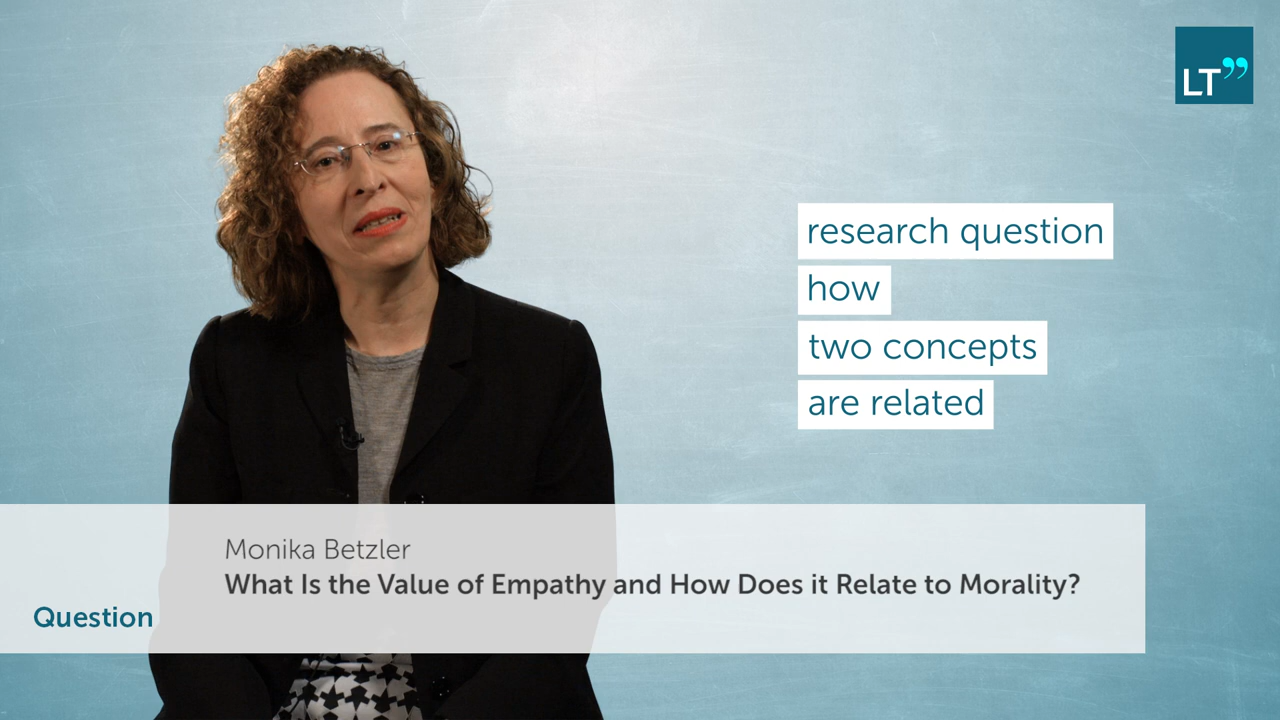 LT”
research question
how
two concepts
are related
Monika Betzler
What Is the Value of Empathy and How Does it Relate to Morality?
Question